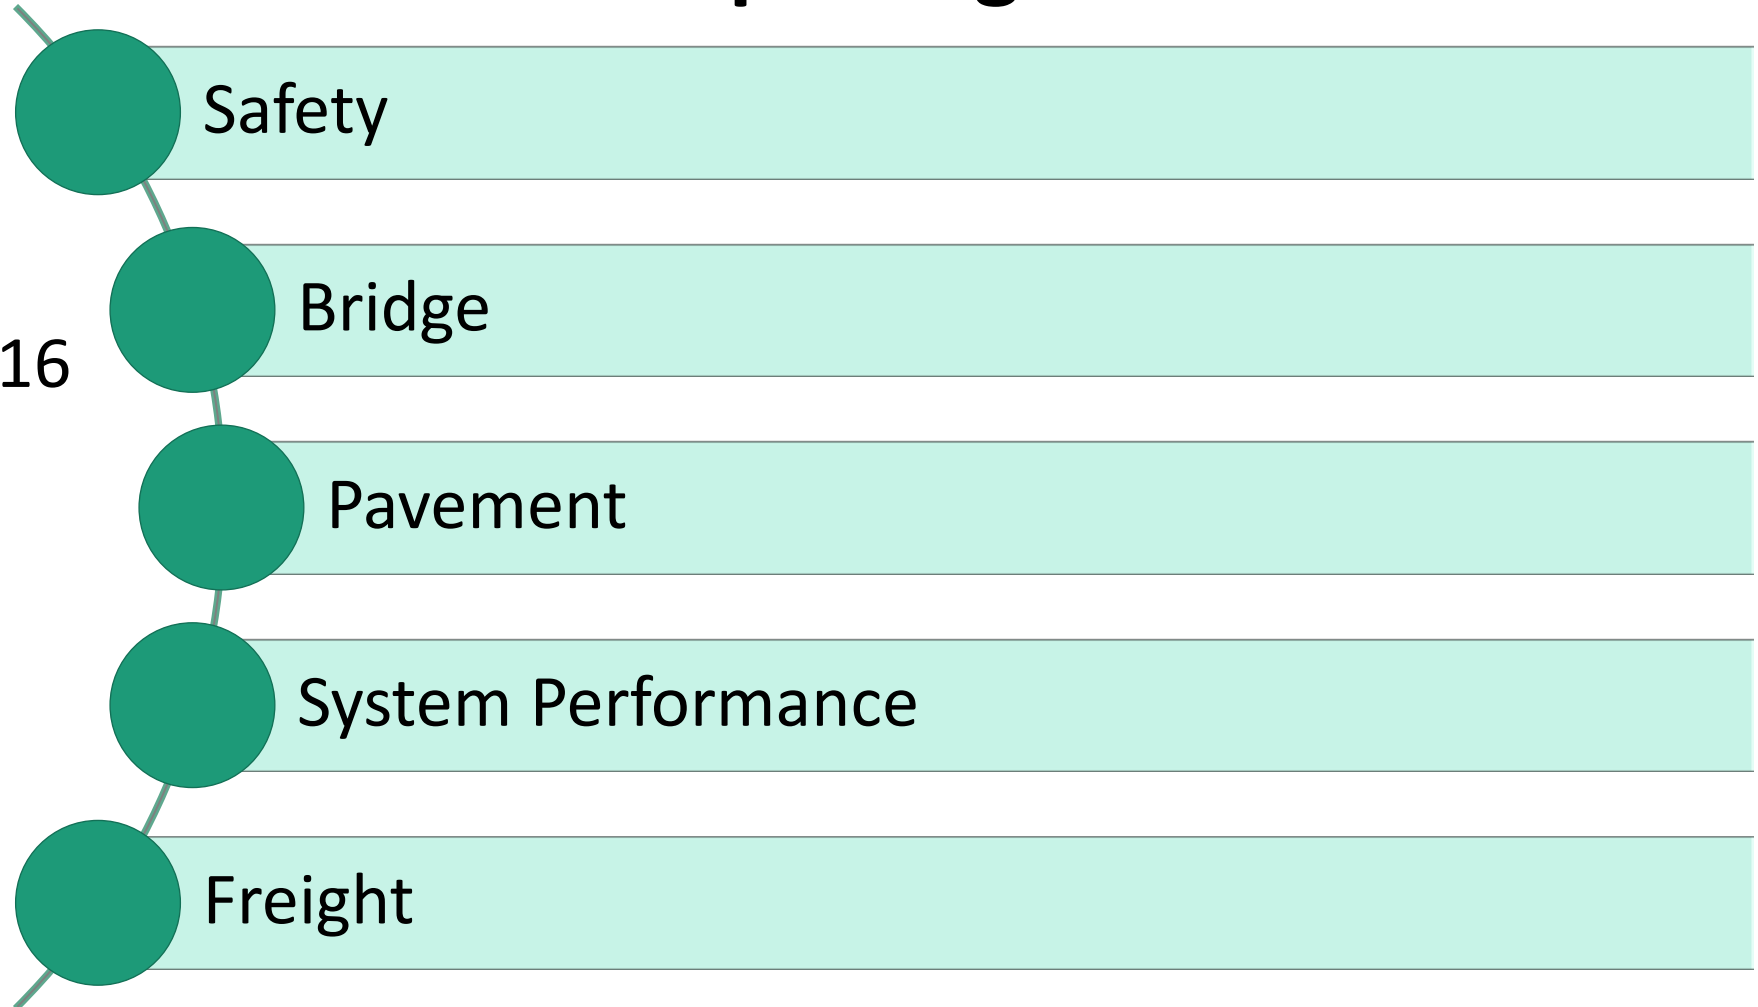 Safety
Bridge
16
Pavement
System Performance
Freight